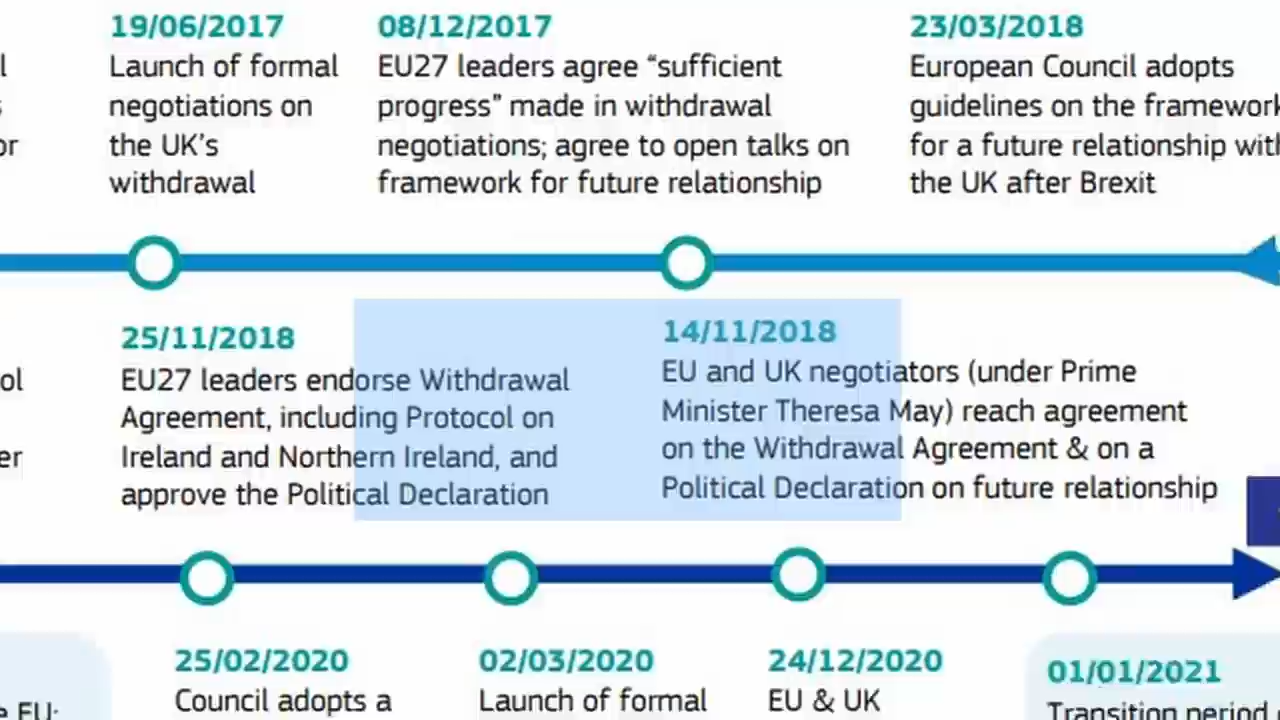 19/06/2017
Launch of formal
negotiations on
the UK's
withdrawal
08/12/2017
EU27 leaders agree “sufficient
progress” made in withdrawal
negotiations; agree to open talks on
framework for future relationship
23/03/2018
European Council adopts
guidelines on the framework
for a future relationship with
the UK after Brexit
25/11/2018
EU27 leaders endorse Withdrawal
Agreement, including Protocol on
Ireland and Northern Ireland, and
approve the Political Declaration
14/11/2018
EU and UK negotiators (under Prime
Minister Theresa May) reach agreement
on the Withdrawal Agreement & on a
Political Declaration on future relationship
EU:
25/02/2020
Council adopts a
02/03/2020
Launch of formal
24/12/2020
EU & UK
01/01/2021
Transition period